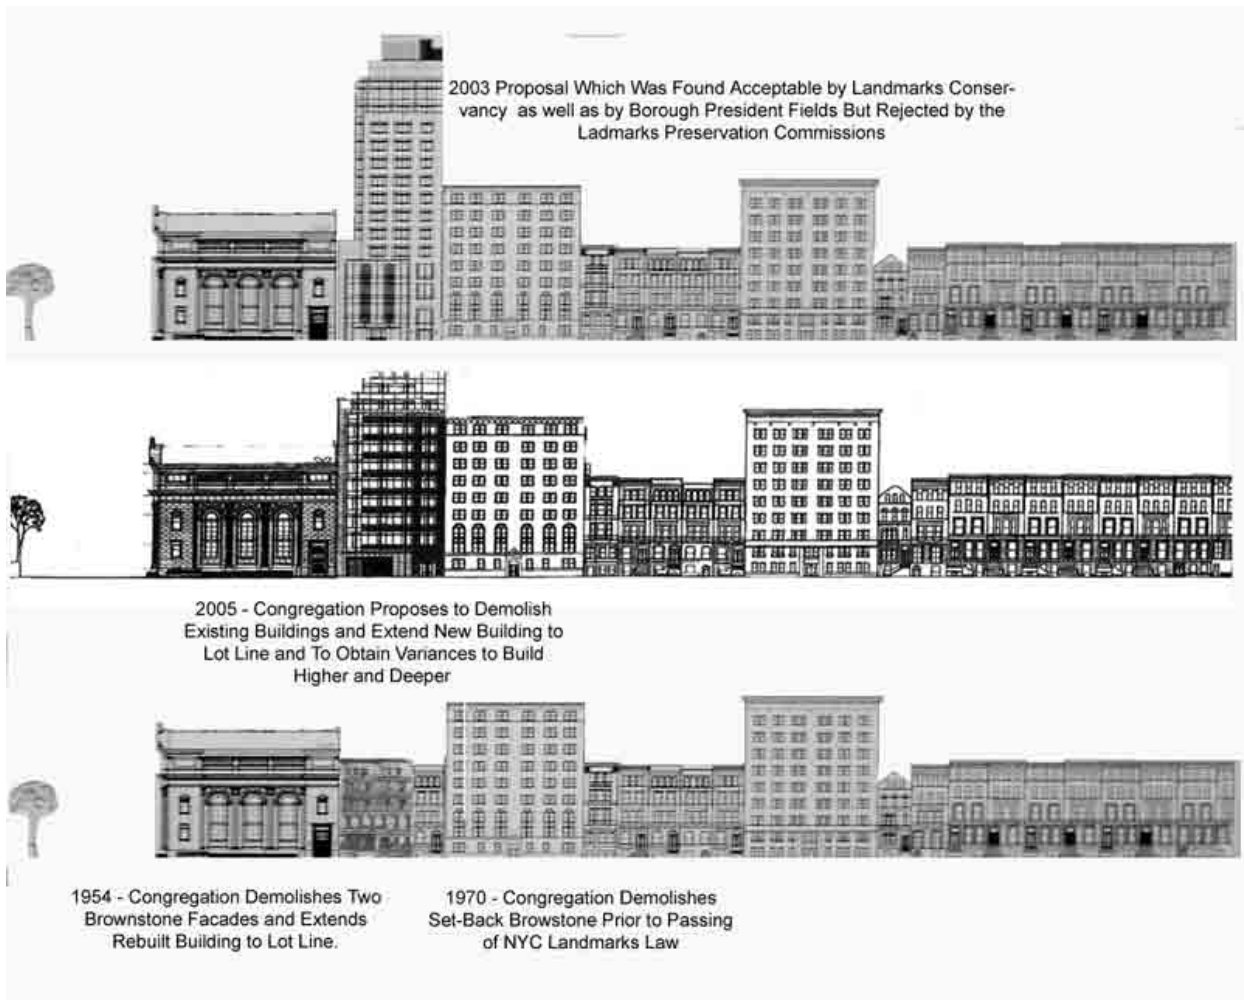 2003 Proposal Which Was Found Acceptable by Landmarks Conser-
vancy as well as by Borough President Fields But Rejected by the
Ladmarks Preservation Commissions
2005 - Congregation Proposes to Demolish
Existing Buildings and Extend New Building to
Lot Line and To Obtain Variances to Build
Higher and Deeper
1954 - Congregation Demolishes Two
Brownstone Facades and Extends
Rebuilt Building to Lot Line.
1970 - Congregation Demolishes
Set-Back Browstone Prior to Passing
of NYC Landmarks Law